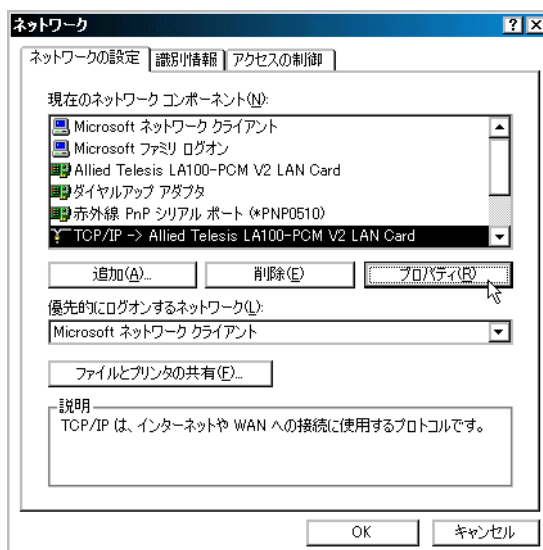 ネットワーク
ネットワークの設定 識別情報 アクセスの制御
現在のネットワーク コンポーネント(N):
Microsoft ネットワーク クライアント
Microsoft ファミリ ログオン
Allied Telesis LA100-PCM V2 LAN Card
ダイヤルアップ アダプタ
赤外線 PnP シリアル ポート (*PNP0510)
TCP/IP -> Allied Telesis LA100-PCM V2 LAN Card
追加(A)... 削除(E) プロパティ(R)
優先的にログオンするネットワーク(L):
Microsoft ネットワーク クライアント
ファイルとプリンタの共有(F)...
説明
TCP/IP は、インターネットや WAN への接続に使用するプロトコルです。
OK キャンセル